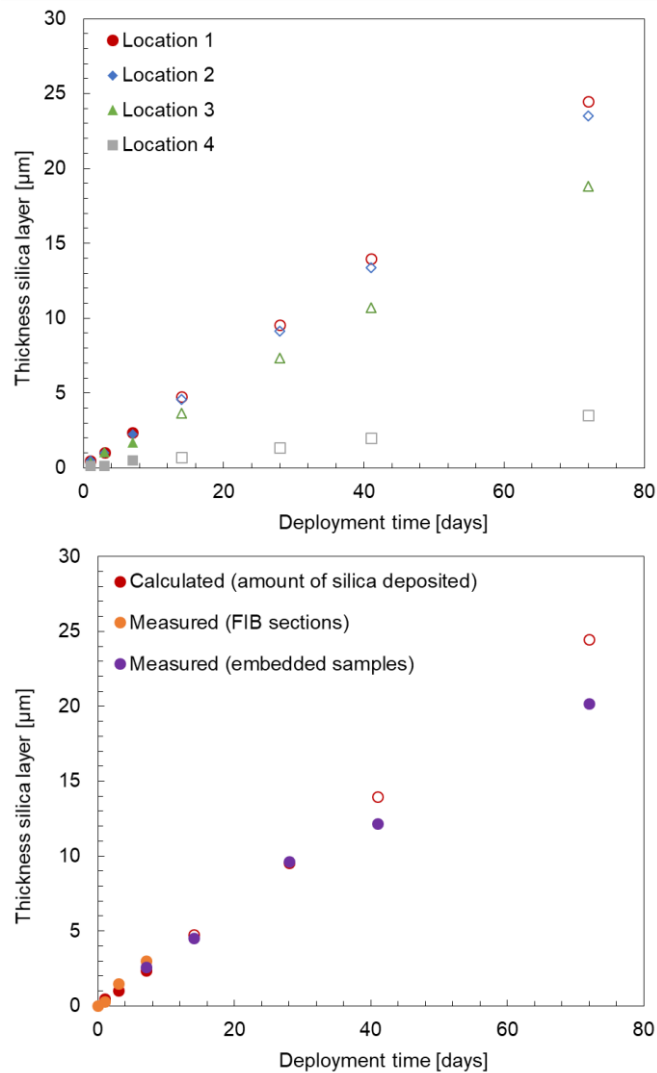 30
25
20
15
10
5
0
Thickness silica layer [µm]
Location 1
Location 2
Location 3
Location 4
0 20 40 60 80
Deployment time [days]
30
25
20
15
10
5
0
Thickness silica layer [µm]
Calculated (amount of silica deposited)
Measured (FIB sections)
Measured (embedded samples)
0 20 40 60 80
Deployment time [days]